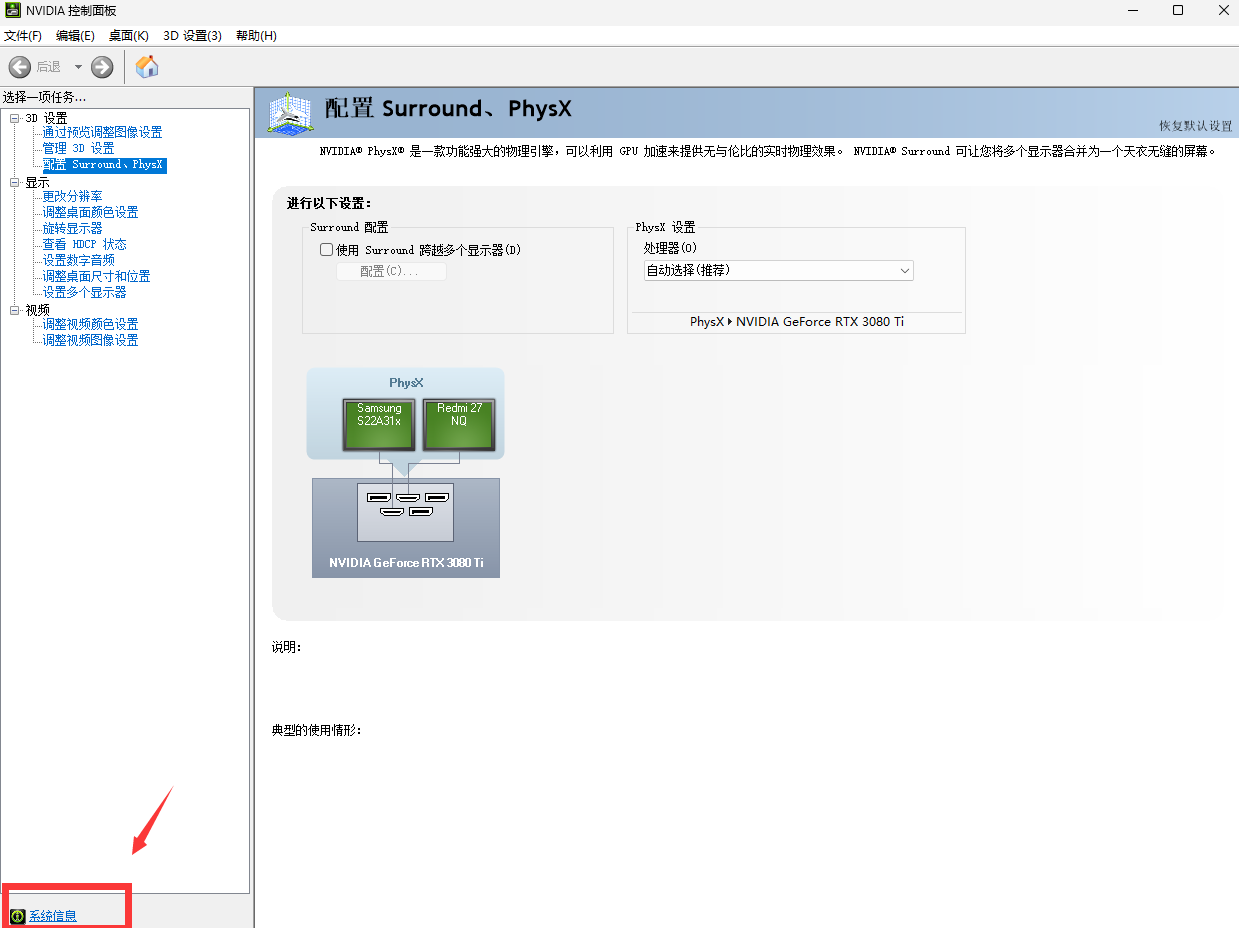 NVIDIA 控制面板
文件(F) 编辑(E) 桌面(K) 3D 设置(3) 帮助(H)
后退
选择一项任务...
3D 设置
通过预览调整图像设置
管理 3D 设置
配置 Surround、PhysX
显示
更改分辨率
调整桌面颜色设置
旋转显示器
查看 HDCP 状态
设置数字音频
调整桌面尺寸和位置
设置多个显示器
视频
调整视频颜色设置
调整视频图像设置
系统信息
配置 Surround、PhysX
恢复默认设置
NVIDIA® PhysX® 是一款功能强大的物理引擎，可以利用 GPU 加速来提供无与伦比的实时物理效果。 NVIDIA® Surround 可让您将多个显示器合并为一个天衣无缝的屏幕。
进行以下设置:
Surround 配置
使用 Surround 跨越多个显示器(D)
配置(C)...
PhysX 设置
处理器(O)
自动选择(推荐)
PhysX NVIDIA GeForce RTX 3080 Ti
PhysX
Samsung
S22A31x
Redmi 27
NQ
NVIDIA GeForce RTX 3080 Ti
说明:
典型的使用情形: